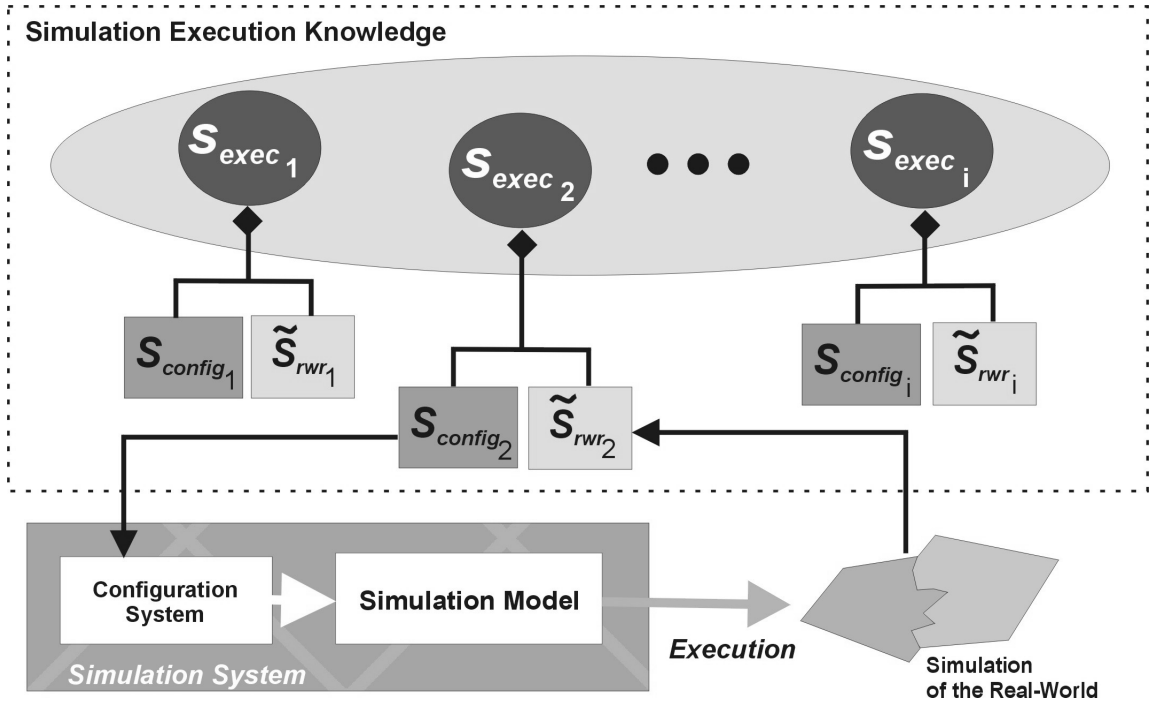 Simulation Execution Knowledge
S exec 1
S exec 2
S exec i
S config 1
S̃ rwr 1
S config 2
S̃ rwr 2
S config i
S̃ rwr i
Configuration
System
Simulation Model
Simulation System
Execution
Simulation
of the Real-World